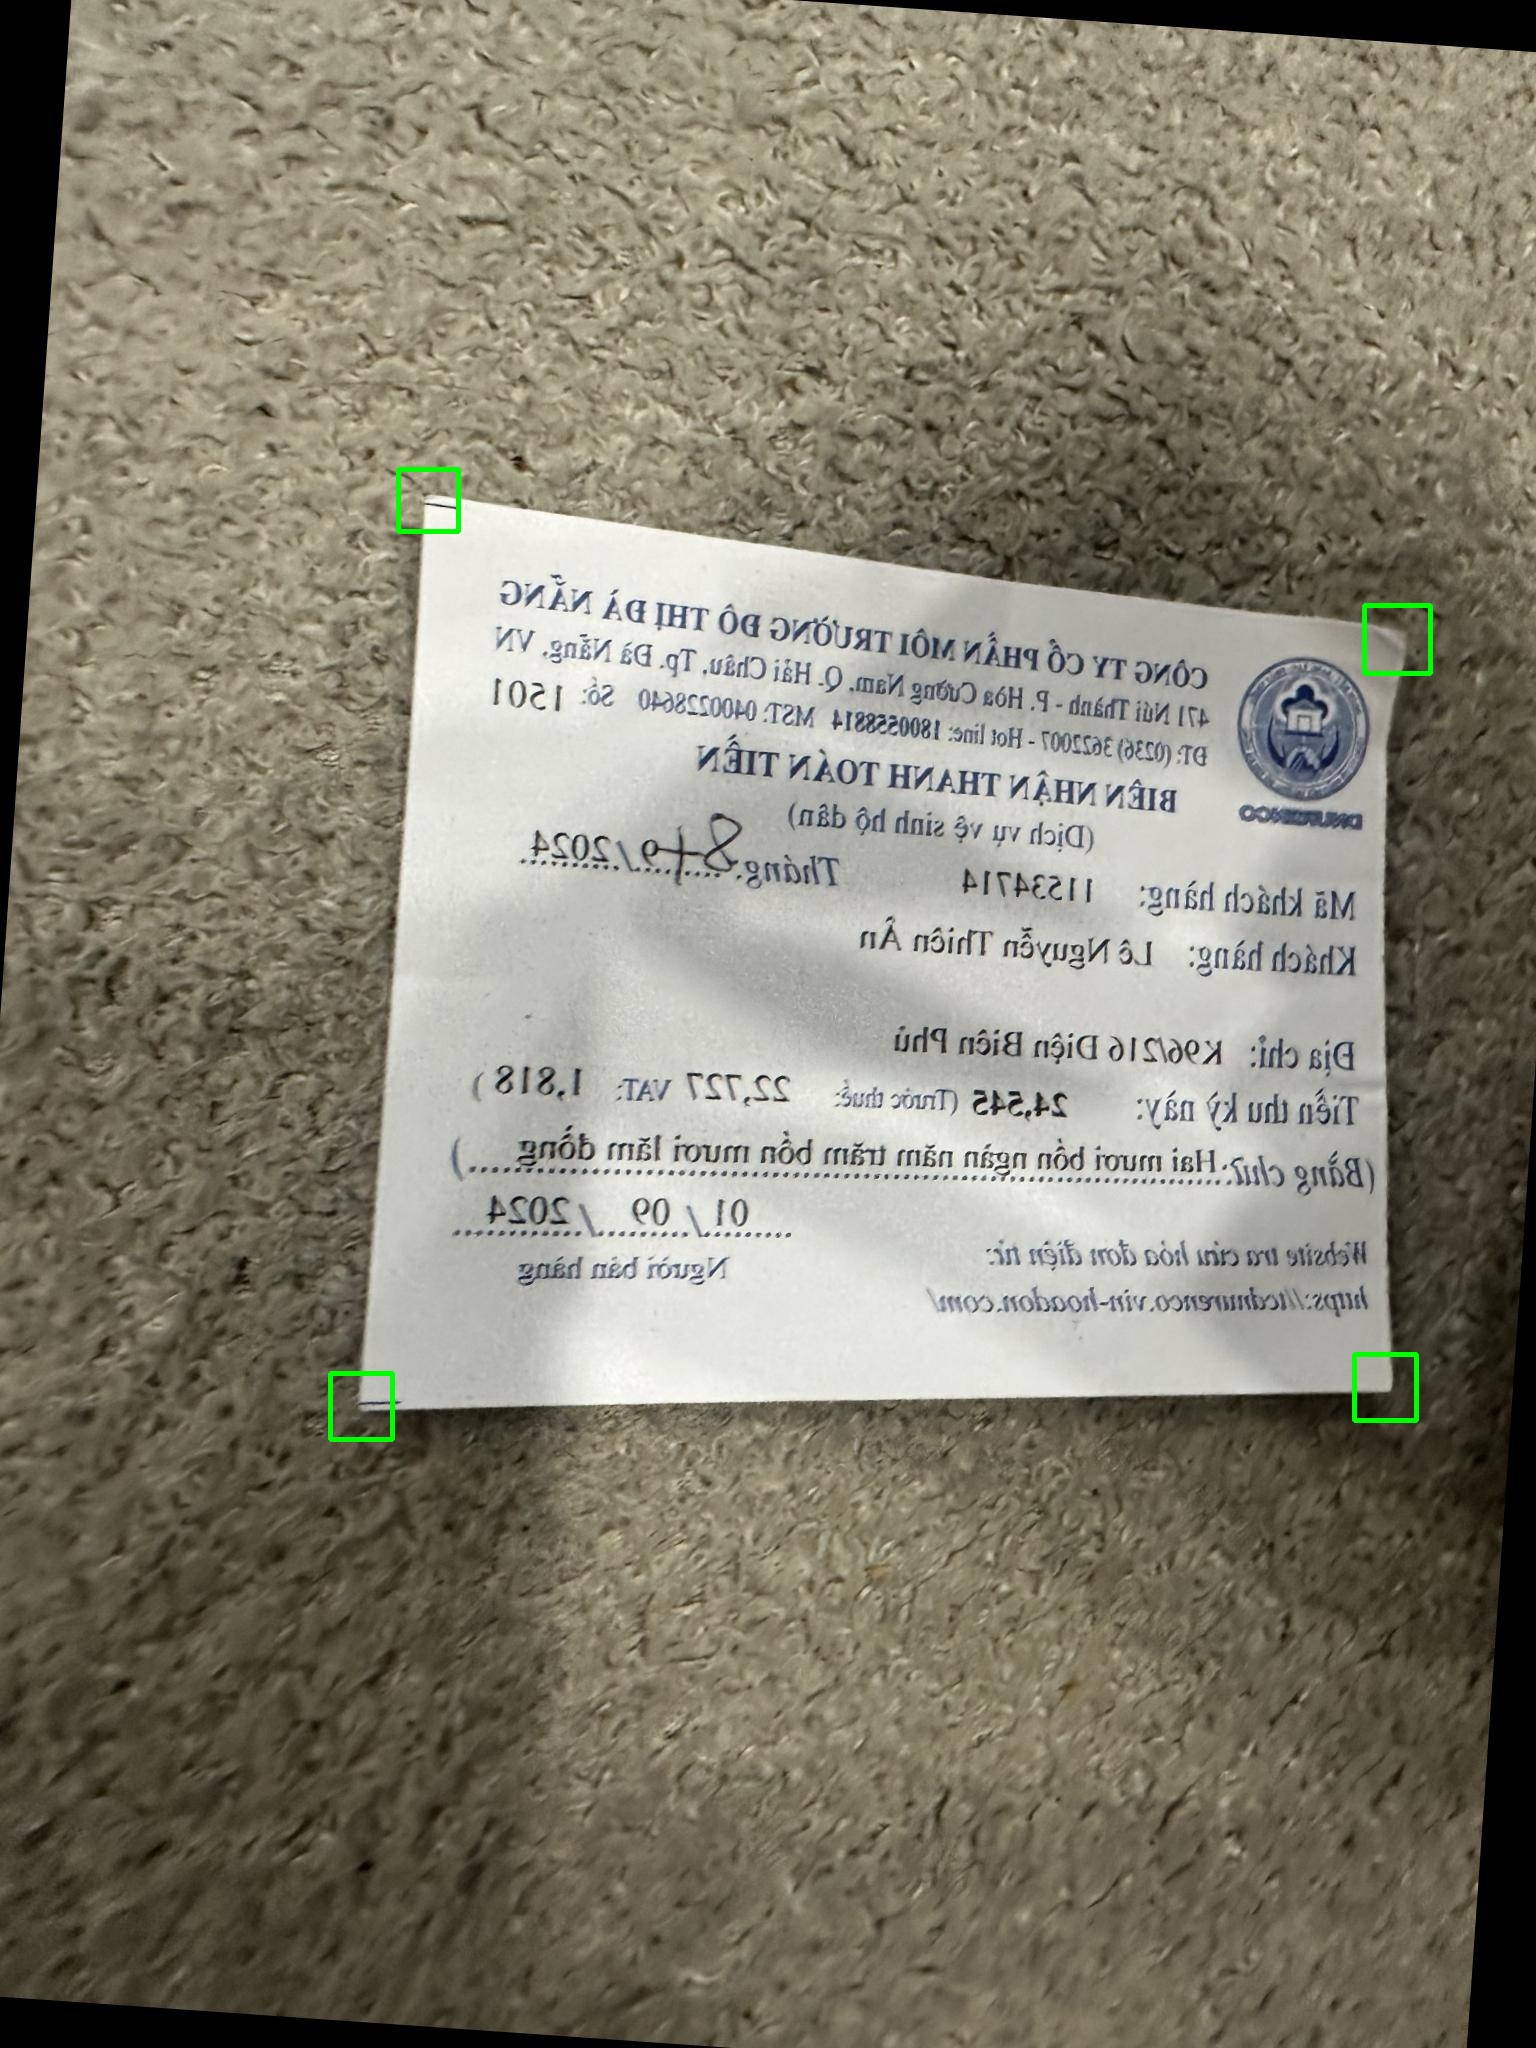 CÔNG TY CỔ PHẦN MÔI TRƯỜNG ĐÔ THỊ ĐÀ NẴNG
471 Núi Thành - P. Hòa Cường Nam, Q. Hải Châu, Tp. Đà Nẵng, VN
ĐT: (0236) 3622007 - Hot line: 1800558814 MST: 0400228640 Số: 1501
DNURENCO
BIÊN NHẬN THANH TOÁN TIỀN
(Dịch vụ vệ sinh hộ dân)
Tháng 8+9/2024
Mã khách hàng: 11534714
Khách hàng: Lê Nguyễn Thiên Ân
Địa chỉ: K96/216 Điện Biên Phủ
Tiền thu kỳ này: 24,545 (Trước thuế: 22,727 VAT: 1,818 )
(Bằng chữ: Hai mươi bốn ngàn năm trăm bốn mươi lăm đồng )
01 / 09 / 2024
Website tra cứu hóa đơn điện tử:
Người bán hàng
https://tcdnurenco.vin-hoadon.com/